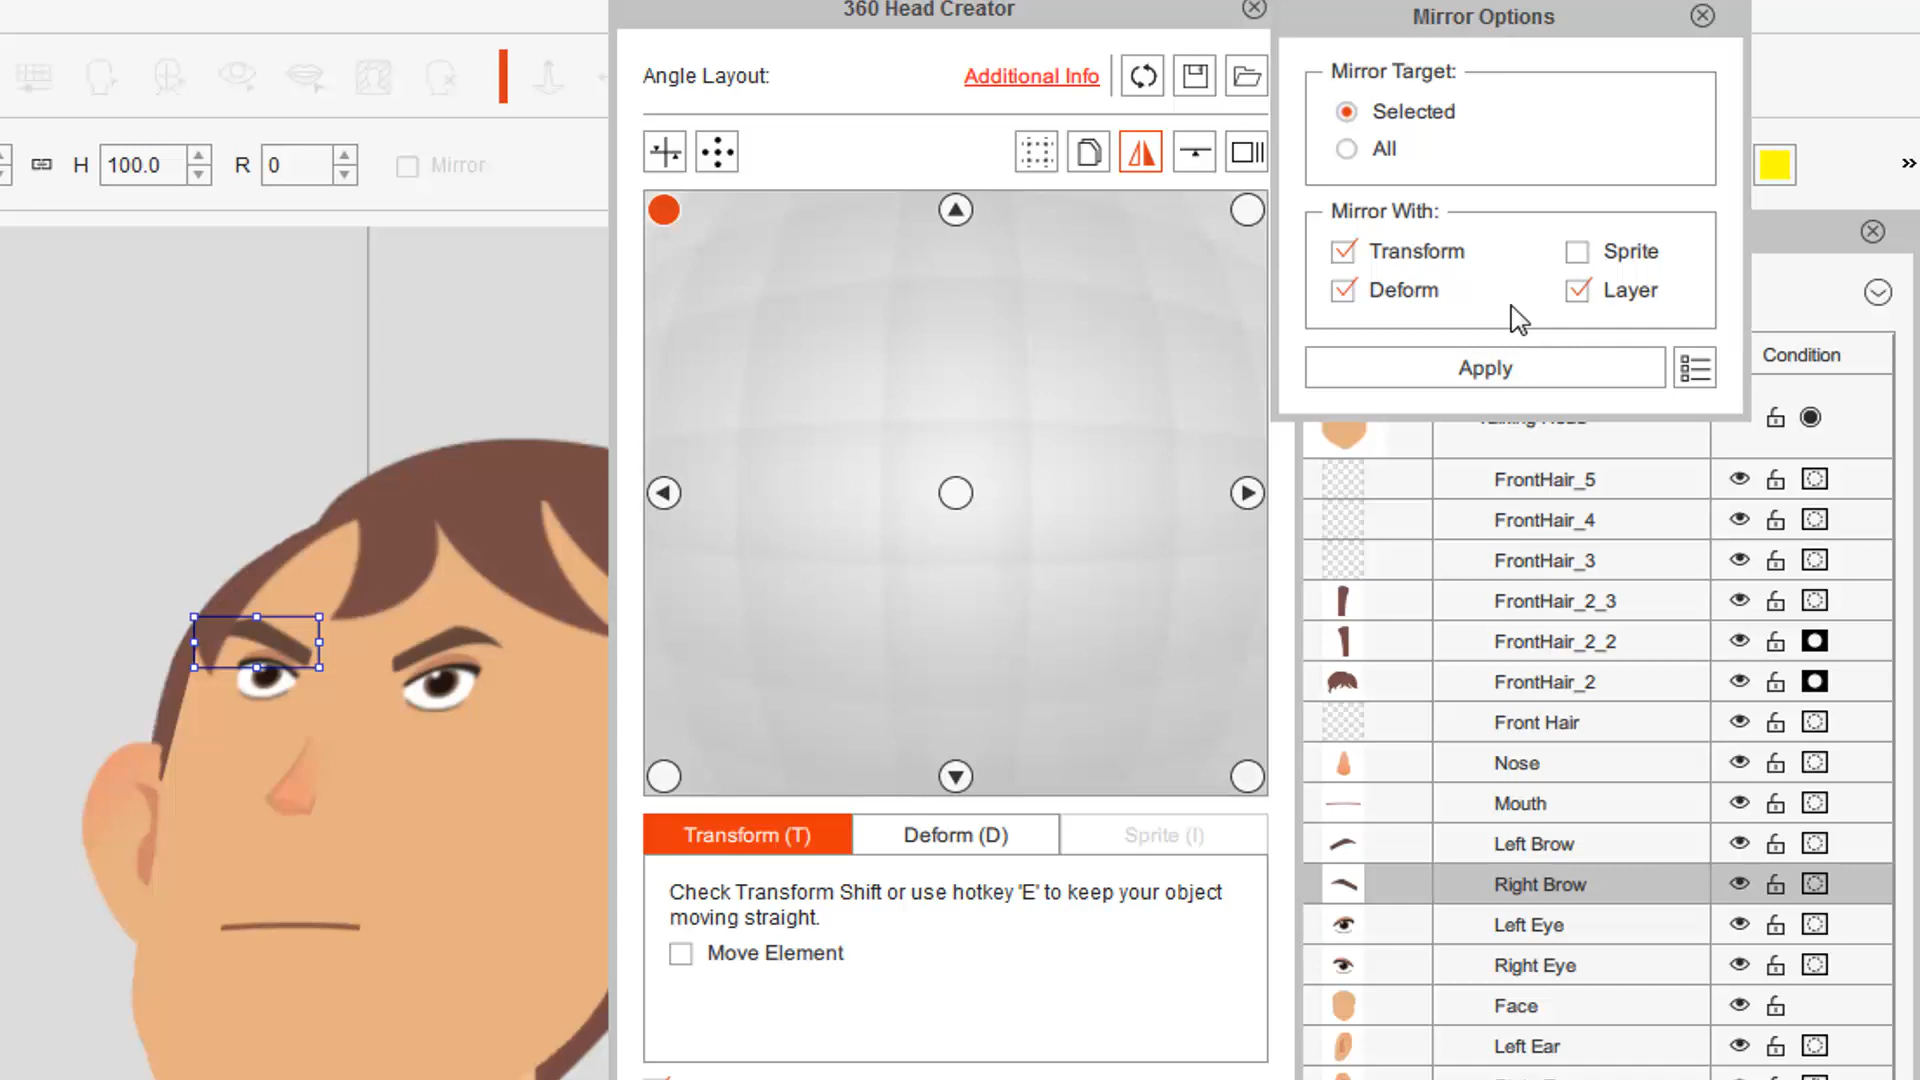 360 Head Creator
Mirror Options
Angle Layout:
Additional Info
Mirror Target:
Selected
All
H 100.0 R 0 Mirror
Mirror With:
Transform Sprite
Deform Layer
Apply
Condition
FrontHair_5
FrontHair_4
FrontHair_3
FrontHair_2_3
FrontHair_2_2
FrontHair_2
Front Hair
Nose
Mouth
Left Brow
Right Brow
Left Eye
Right Eye
Face
Left Ear
Transform (T) Deform (D) Sprite (I)
Check Transform Shift or use hotkey 'E' to keep your object
moving straight.
Move Element